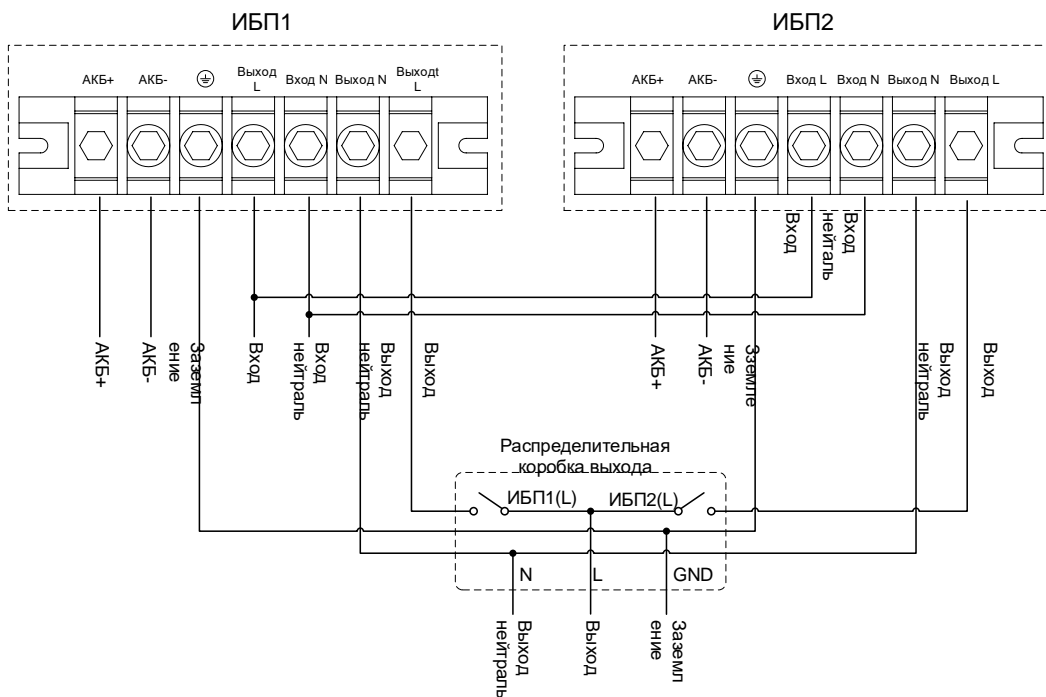 ИБП1
ИБП2
АКБ+
АКБ-
Выход
L
Вход N
Выход N
Выходt
L
АКБ+
АКБ-
Вход L
Вход N
Выход N
Выход L
Вход
Вход
нейталь
АКБ+
АКБ-
Заземл
ение
Вход
Вход
нейтраль
Выход
нейтраль
Выход
АКБ+
АКБ-
Зземле
ние
Выход
нейтраль
Выход
Распределительная
коробка выхода
ИБП1(L)
ИБП2(L)
N
L
GND
Выход
нейтраль
Выход
Заземл
ение